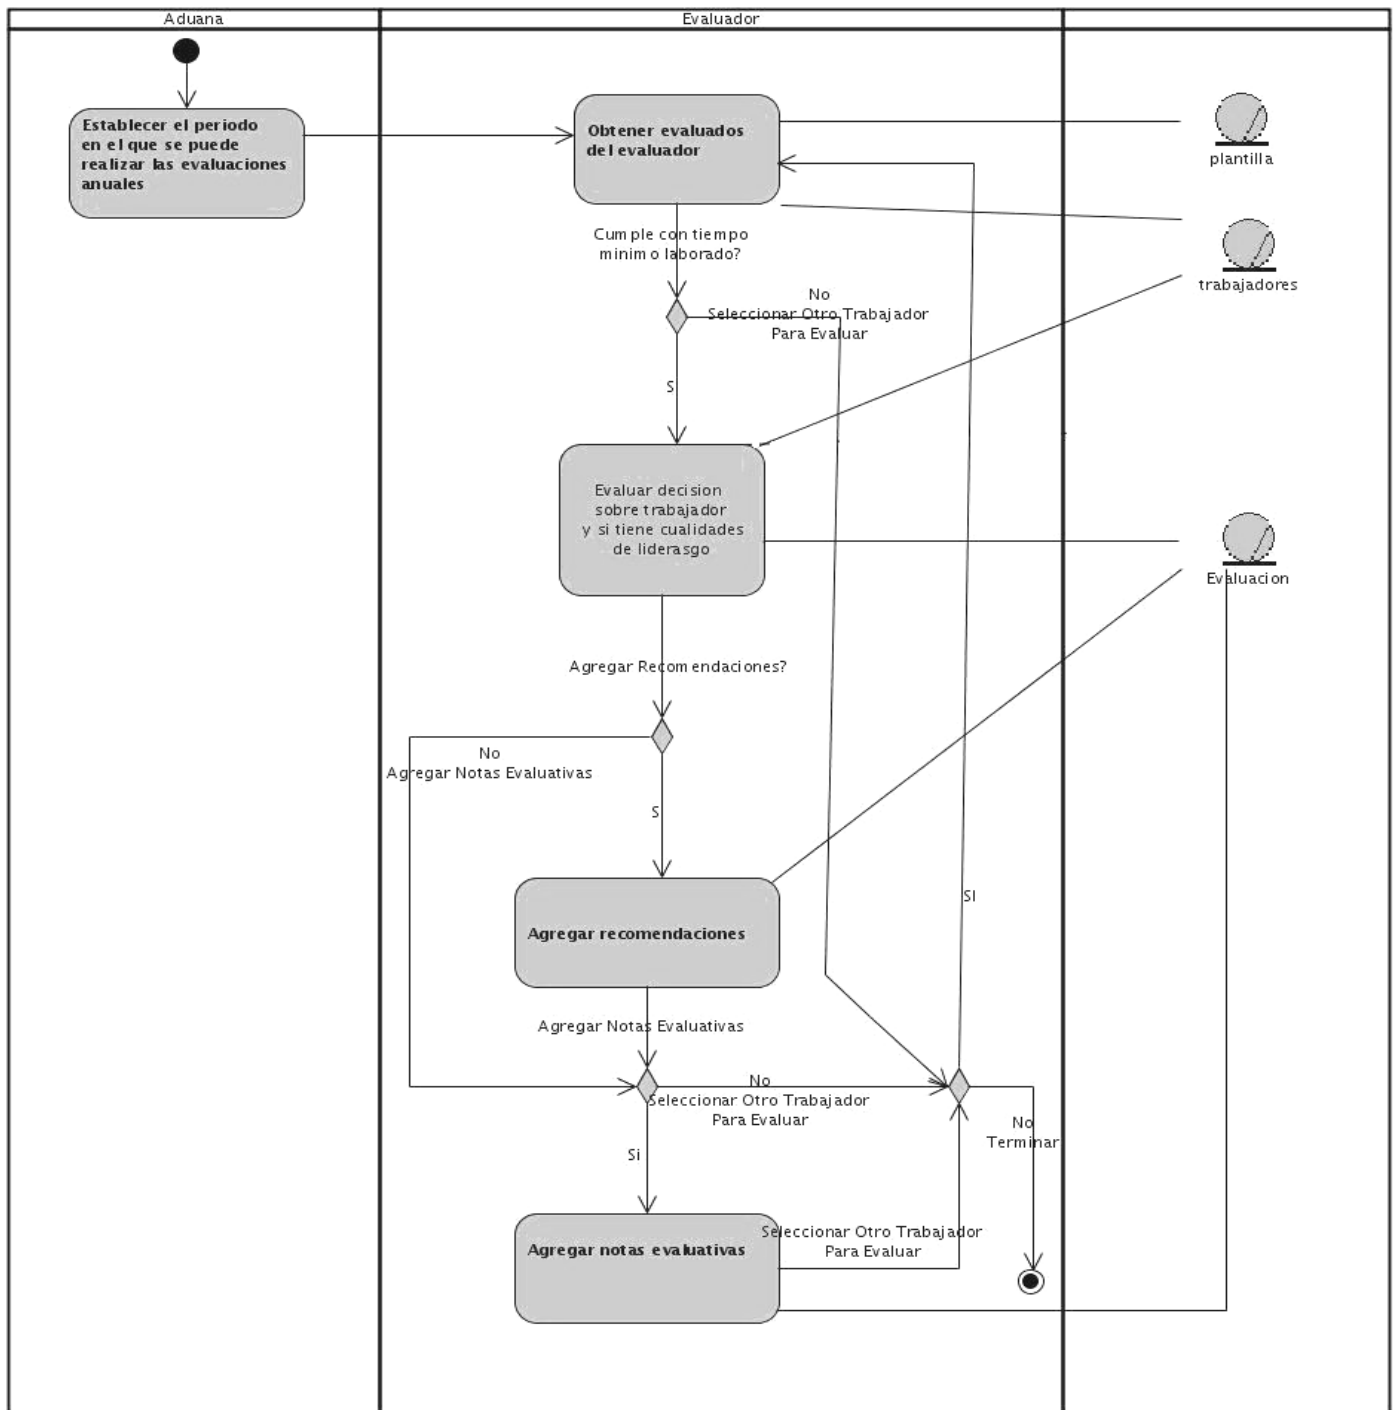 Aduana
Evaluador
Establecer el periodo
en el que se puede
realizar las evaluaciones
anuales
Obtener evaluados
del evaluador
plantilla
Cumple con tiempo
minimo laborado?
trabajadores
No
Seleccionar Otro Trabajador
Para Evaluar
S
Evaluar decision
sobre trabajador
y si tiene cualidades
de liderasgo
Evaluacion
Agregar Recomendaciones?
No
Agregar Notas Evaluativas
S
SI
Agregar recomendaciones
Agregar Notas Evaluativas
No
Seleccionar Otro Trabajador
Para Evaluar
No
Terminar
Si
Agregar notas evaluativas
Seleccionar Otro Trabajador
Para Evaluar